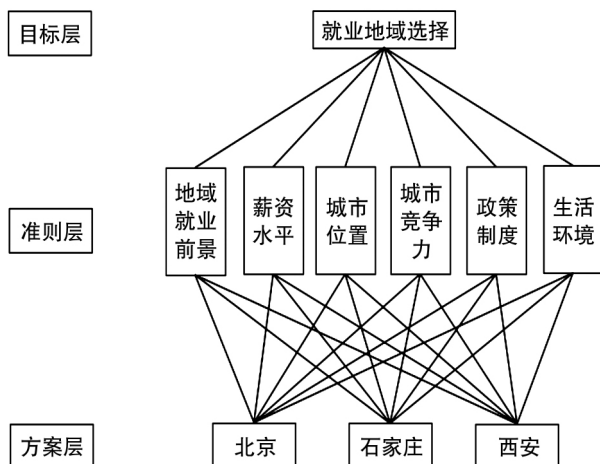 目标层
就业地域选择
准则层
地域
就业
前景
薪资
水平
城市
位置
城市
竞争
力
政策
制度
生活
环境
方案层
北京
石家庄
西安